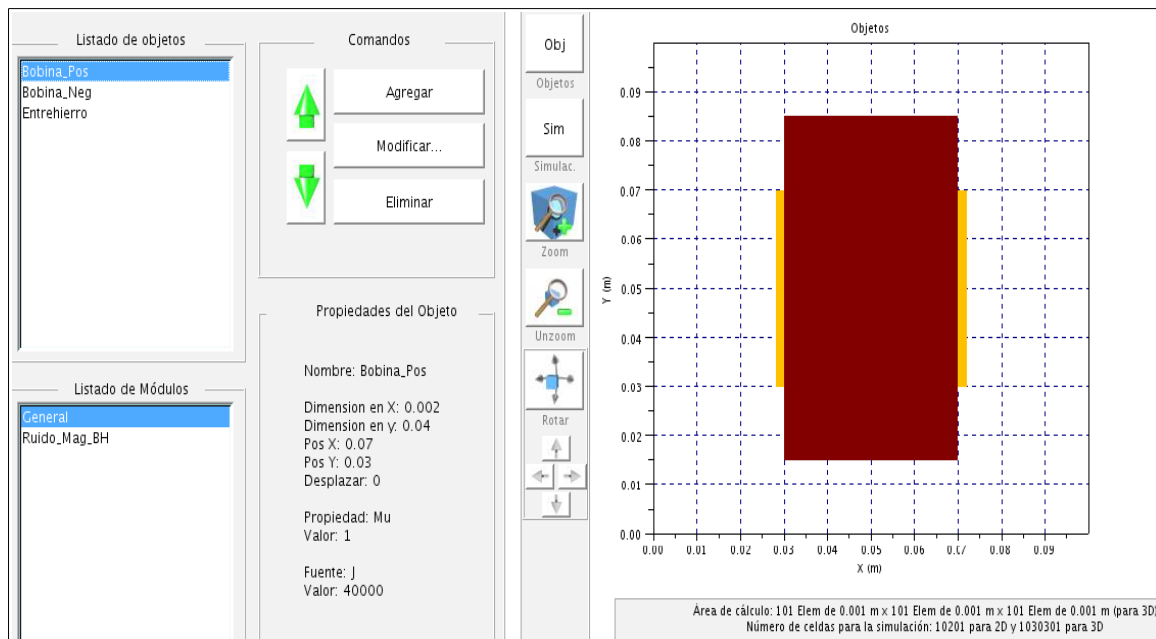 Listado de objetos
Bobina_Pos
Bobina_Neg
Entrehierro
Comandos
Agregar
Modificar...
Eliminar
Listado de Módulos
General
Ruido_Mag_BH
Propiedades del Objeto
Nombre: Bobina_Pos
Dimension en X: 0.002
Dimension en y: 0.04
Pos X: 0.07
Pos Y: 0.03
Desplazar: 0
Propiedad: Mu
Valor: 1
Fuente: J
Valor: 40000
Obj
Objetos
Sim
Simulac.
Zoom
Unzoom
Rotar
Objetos
0.09
0.08
0.07
0.06
0.05
0.04
0.03
0.02
0.01
0.00
Y (m)
0.00 0.01 0.02 0.03 0.04 0.05 0.06 0.07 0.08 0.09
X (m)
Área de cálculo: 101 Elem de 0.001 m x 101 Elem de 0.001 m x 101 Elem de 0.001 m (para 3D)
Número de celdas para la simulación: 10201 para 2D y 1030301 para 3D